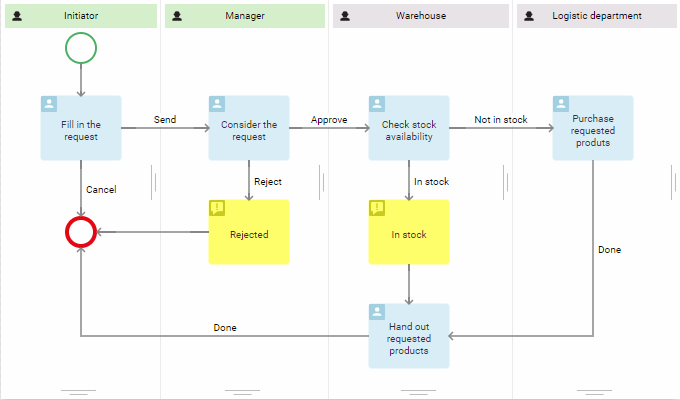 Initiator
Manager
Warehouse
Logistic department
Fill in the
request
Send
Consider the
request
Approve
Check stock
availability
Not in stock
Purchase
requested
produts
Cancel
Reject
In stock
Rejected
In stock
Done
Done
Hand out
requested
products